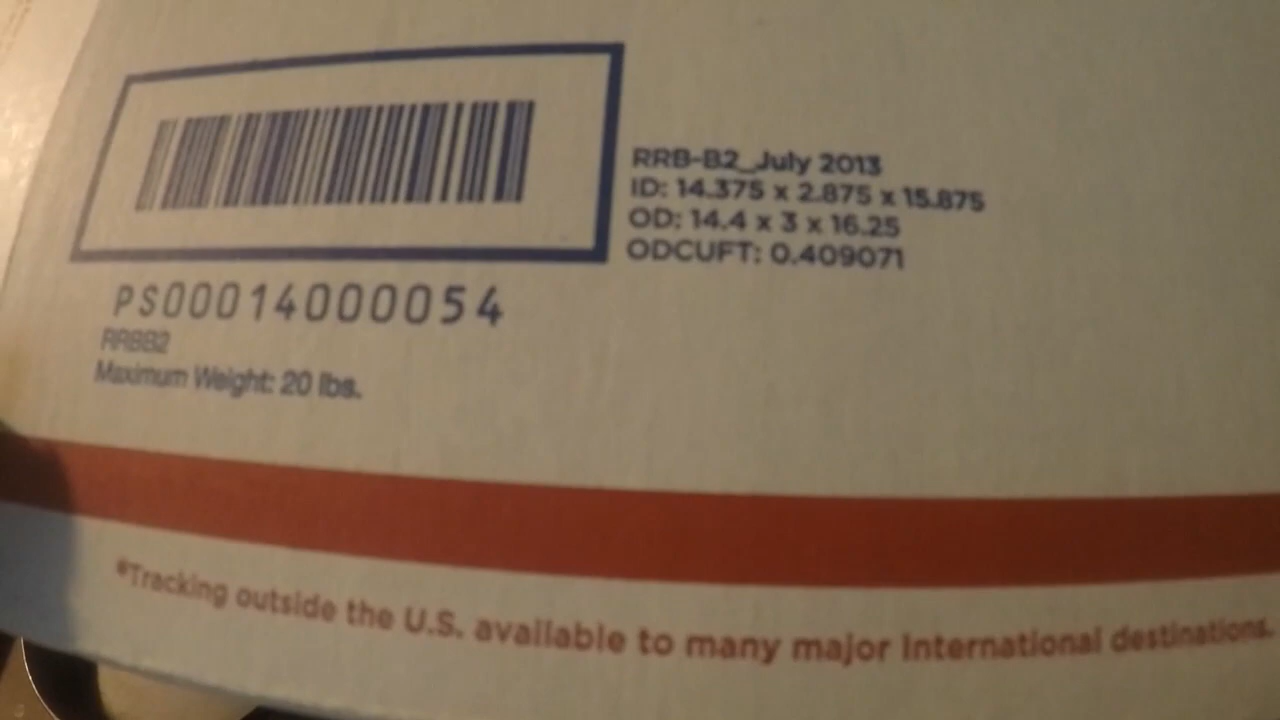 RRB-B2_July 2013
ID: 14.375 x 2.875 x 15.875
OD: 14.4 x 3 x 16.25
ODCUFT: 0.409071
PS00014000054
RRBB2
Maximum Weight: 20 lbs.
*Tracking outside the U.S. available to many major International destinations.